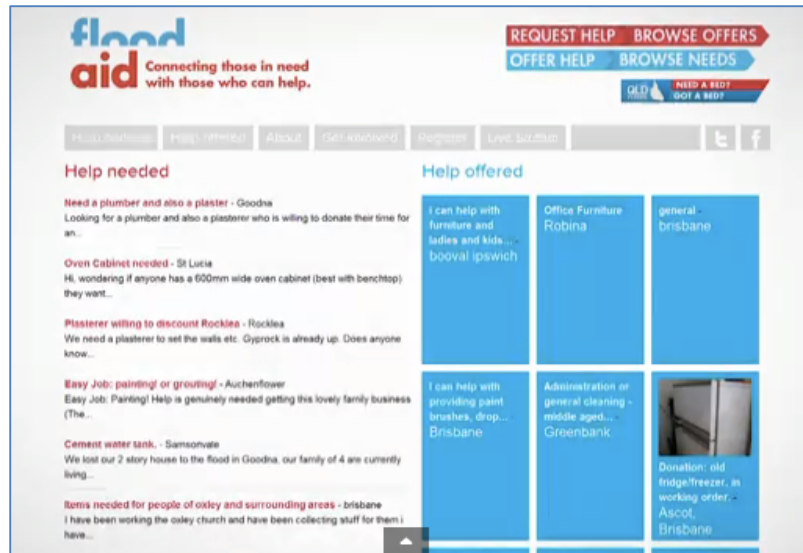 flood
aid
Connecting those in need
with those who can help.
REQUEST HELP BROWSE OFFERS
OFFER HELP BROWSE NEEDS
QLD
NEED A BED?
GOT A BED?
Help needed Help offered About Get involved Register
Help needed
Need a plumber and also a plaster - Goodna
Looking for a plumber and also a plasterer who is willing to donate their time for
an...
Oven Cabinet needed - St Lucia
Hi, wondering if anyone has a 600mm wide oven cabinet (best with benchtop)
they want...
Plasterer willing to discount Rocklea - Rocklea
We need a plasterer to set the walls etc. Gyprock is already up. Does anyone
know...
Easy Job: painting! or grouting! - Auchenflower
Easy Job: Painting! Help is genuinely needed getting this lovely family business
(The...
Cement water tank. - Samsonvale
We lost our 2 story house to the flood in Goodna, our family of 4 are currently
living...
Items needed for people of oxley and surrounding areas - brisbane
I have been working the oxley church and have been collecting stuff for them i
have...
Help offered
I can help with
furniture and
ladies and kids... -
booval ipswich
Office Furniture
Robina
general -
brisbane
I can help with
providing paint
brushes, drop... -
Brisbane
Administration or
general cleaning -
middle aged... -
Greenbank
Donation: old
fridge/freezer, in
working order -
Ascot,
Brisbane